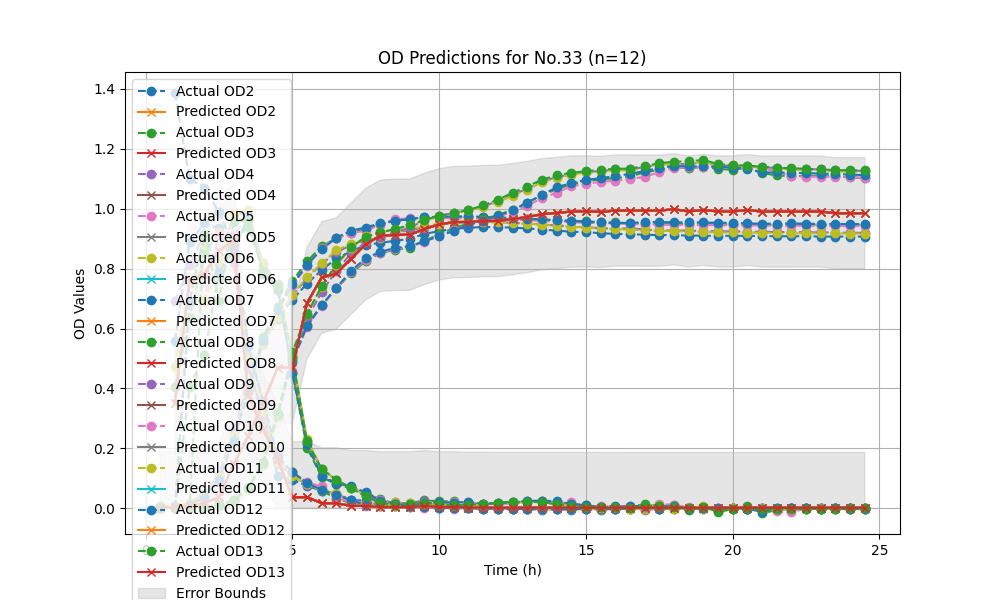 OD Predictions for No.33 (n=12)
OD Values
1.4
1.2
1.0
0.8
0.6
0.4
0.2
0.0
Actual OD2
Predicted OD2
Actual OD3
Predicted OD3
Actual OD4
Predicted OD4
Actual OD5
Predicted OD5
Actual OD6
Predicted OD6
Actual OD7
Predicted OD7
Actual OD8
Predicted OD8
Actual OD9
Predicted OD9
Actual OD10
Predicted OD10
Actual OD11
Predicted OD11
Actual OD12
Predicted OD12
Actual OD13
Predicted OD13
Error Bounds
5 10 15 20 25
Time (h)